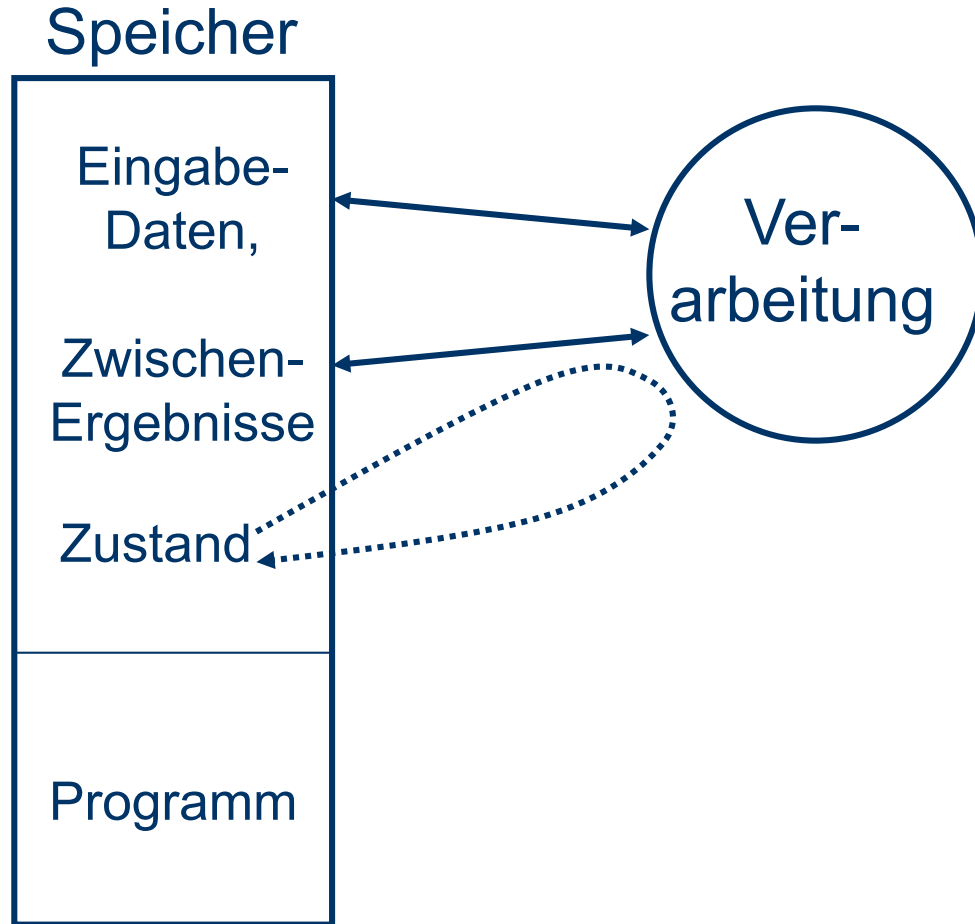 Speicher
Eingabe-
Daten,
Zwischen-
Ergebnisse
Zustand
Programm
Ver-
arbeitung